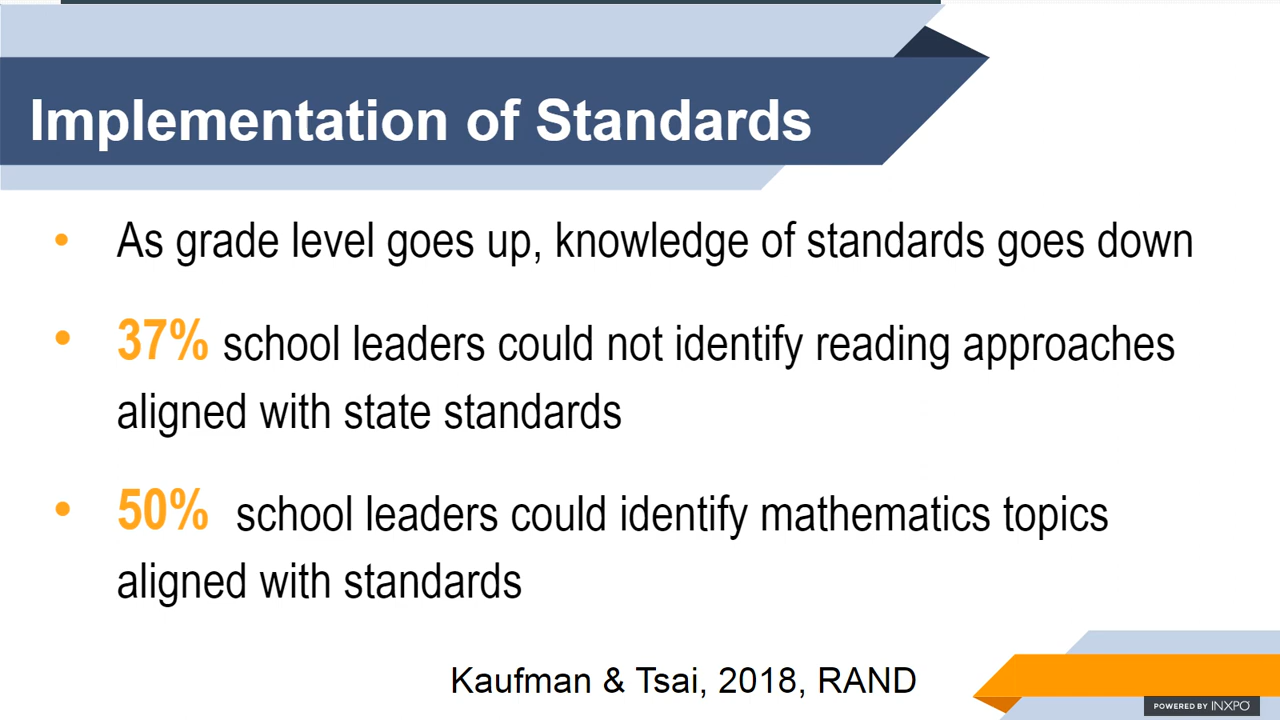 Implementation of Standards
• As grade level goes up, knowledge of standards goes down
• 37% school leaders could not identify reading approaches
aligned with state standards
• 50% school leaders could identify mathematics topics
aligned with standards
Kaufman & Tsai, 2018, RAND
POWERED BY INXPO